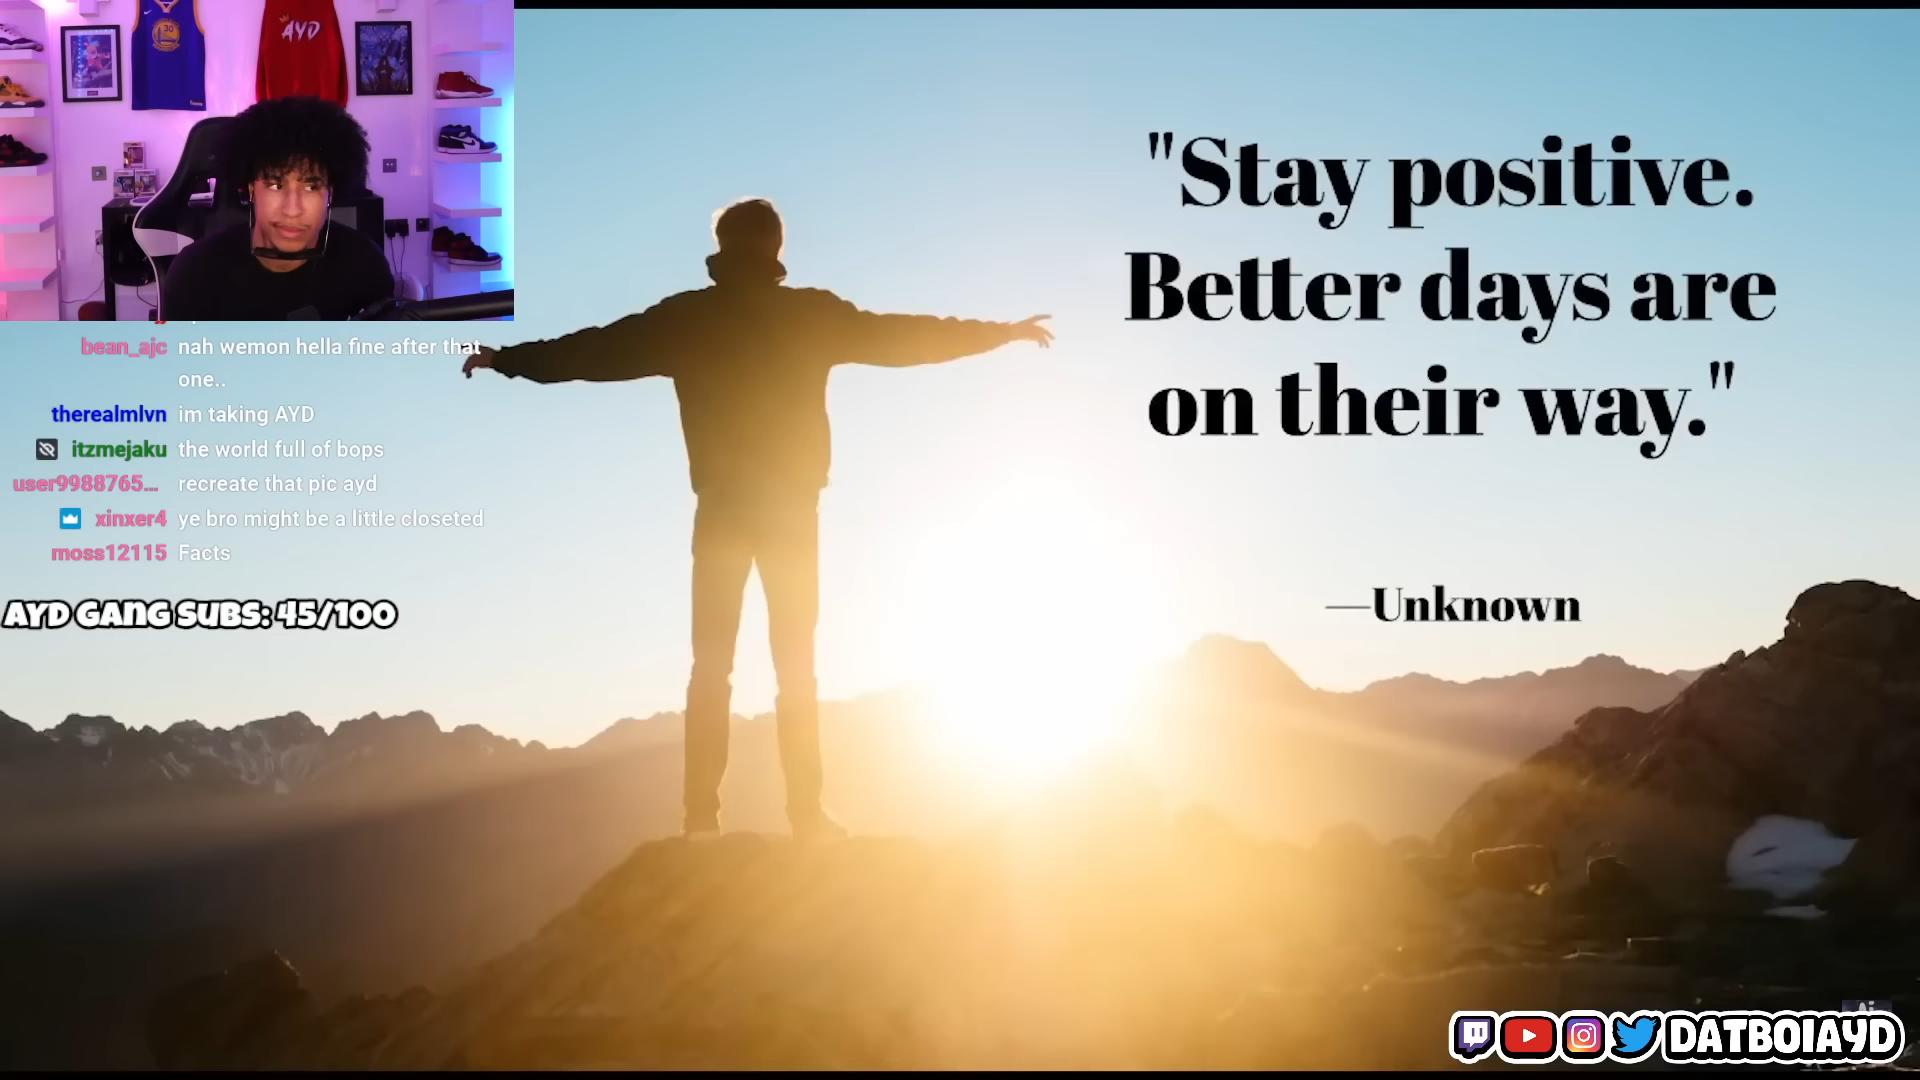 30
AYD
bean_ajc nah wemon hella fine after that
one..
therealmlvn im taking AYD
itzmejaku the world full of bops
user9988765... recreate that pic ayd
xinxer4 ye bro might be a little closeted
moss12115 Facts
AYD GANG SUBS: 45/100
"Stay positive.
Better days are
on their way."
—Unknown
DATBOIAYD